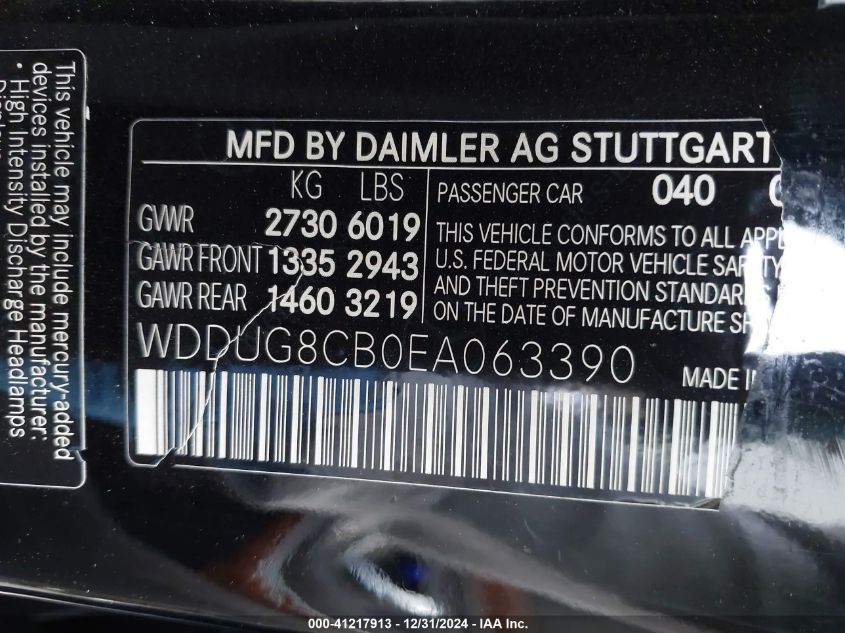 This vehicle may include mercury-added
devices installed by the manufacturer:
• High Intensity Discharge Headlamps
MFD BY DAIMLER AG STUTTGART
KG LBS
GVWR 2730 6019
GAWR FRONT 1335 2943
GAWR REAR 1460 3219
PASSENGER CAR 040
THIS VEHICLE CONFORMS TO ALL
U.S. FEDERAL MOTOR VEHICLE SAFETY
AND THEFT PREVENTION STANDARD
ON THE DATE OF MANUFACTURE
WDDUG8CB0EA063390
MADE
000-41217913 - 12/31/2024 - IAA Inc.